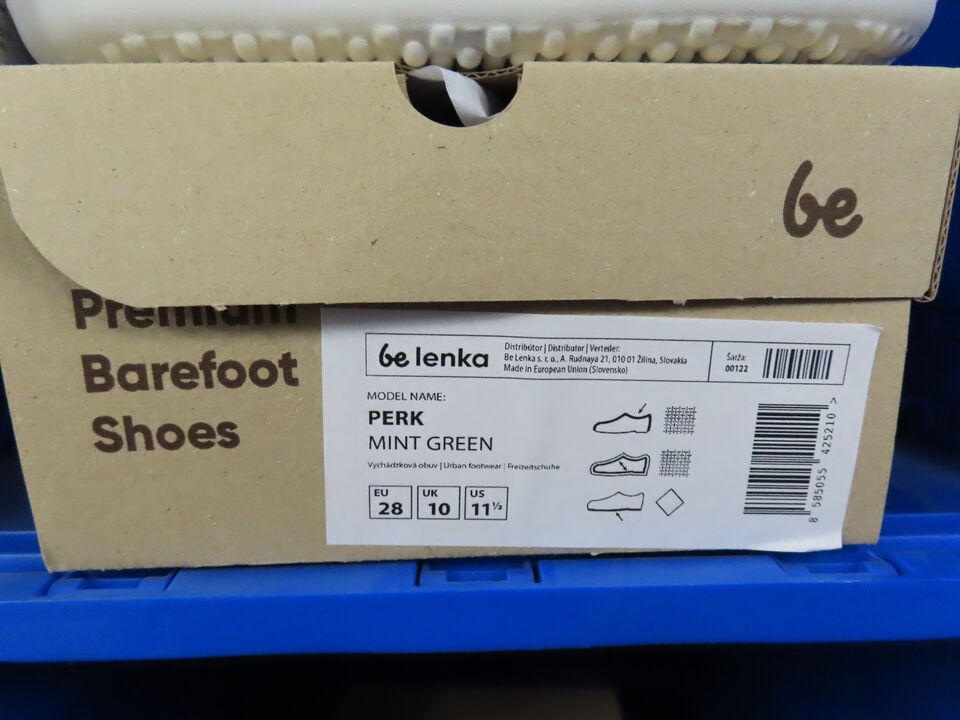 be
Premium
Barefoot
Shoes
be lenka
Distribútor | Distributor | Verteiler:
Be Lenka s. r. o., A. Rudnaya 21, 010 01 Žilina, Slovakia
Made in European Union (Slovensko)
Šarža:
00122
MODEL NAME:
PERK
MINT GREEN
Vychádzková obuv | Urban footwear | Freizeitschuhe
EU
28
UK
10
US
11 ½
8 585055 425210 >